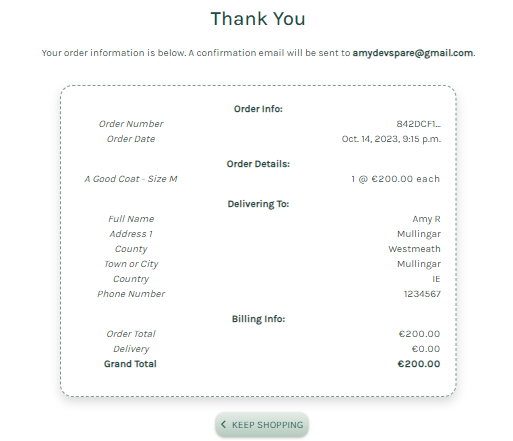 Thank You
Your order information is below. A confirmation email will be sent to amydevspare@gmail.com.
Order Info:
Order Number 842DCF1...
Order Date Oct. 14, 2023, 9:15 p.m.
Order Details:
A Good Coat - Size M 1 @ €200.00 each
Delivering To:
Full Name Amy R
Address 1 Mullingar
County Westmeath
Town or City Mullingar
Country IE
Phone Number 1234567
Billing Info:
Order Total €200.00
Delivery €0.00
Grand Total €200.00
KEEP SHOPPING